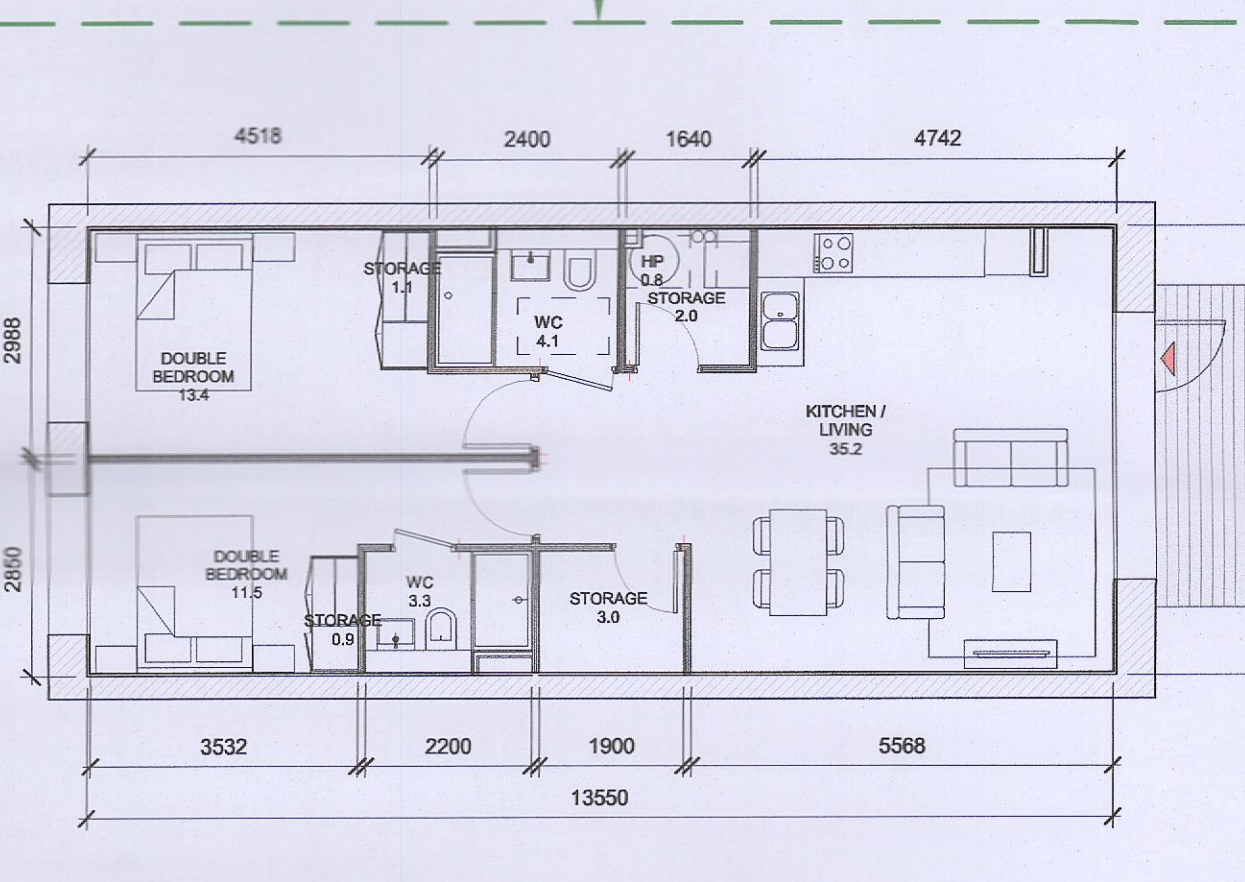 4518
2400
1640
4742
2988
2850
STORAGE
1.1
HP
0.8
STORAGE
2.0
WC
4.1
DOUBLE
BEDROOM
13.4
KITCHEN /
LIVING
35.2
DOUBLE
BEDROOM
11.5
STORAGE
0.9
WC
3.3
STORAGE
3.0
3532
2200
1900
5568
13550